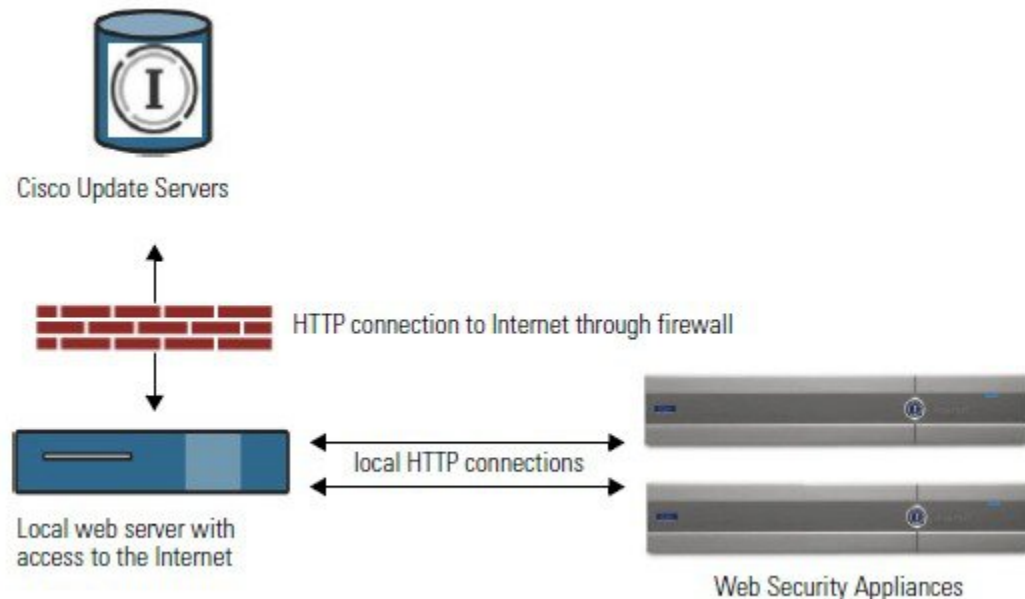 I
Cisco Update Servers
HTTP connection to Internet through firewall
local HTTP connections
I
I
Local web server with
access to the Internet
Web Security Appliances